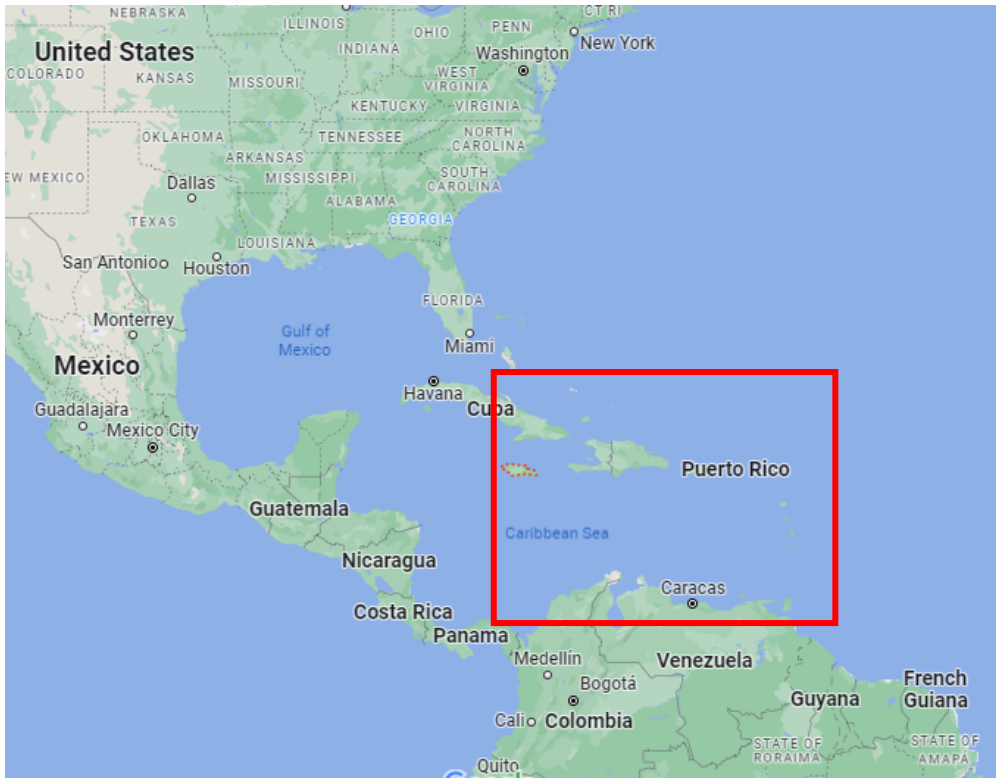 NEBRASKA
ILLINOIS
OHIO
PENN
CT RI
New York
United States
INDIANA
Washington
COLORADO
KANSAS
MISSOURI
WEST
VIRGINIA
KENTUCKY
VIRGINIA
OKLAHOMA
TENNESSEE
NORTH
CAROLINA
ARKANSAS
EW MEXICO
Dallas
MISSISSIPPI
SOUTH
CAROLINA
ALABAMA
TEXAS
GEORGIA
LOUISIANA
San Antonio
Houston
FLORIDA
Monterrey
Gulf of
Mexico
Miami
Mexico
Havana
Cuba
Guadalajara
Mexico City
Puerto Rico
Guatemala
Caribbean Sea
Nicaragua
Caracas
Costa Rica
Panama
Medellín
Venezuela
Bogotá
French
Guiana
Guyana
Cali
Colombia
STATE OF
RORAIMA
STATE OF
AMAPÁ
Quito